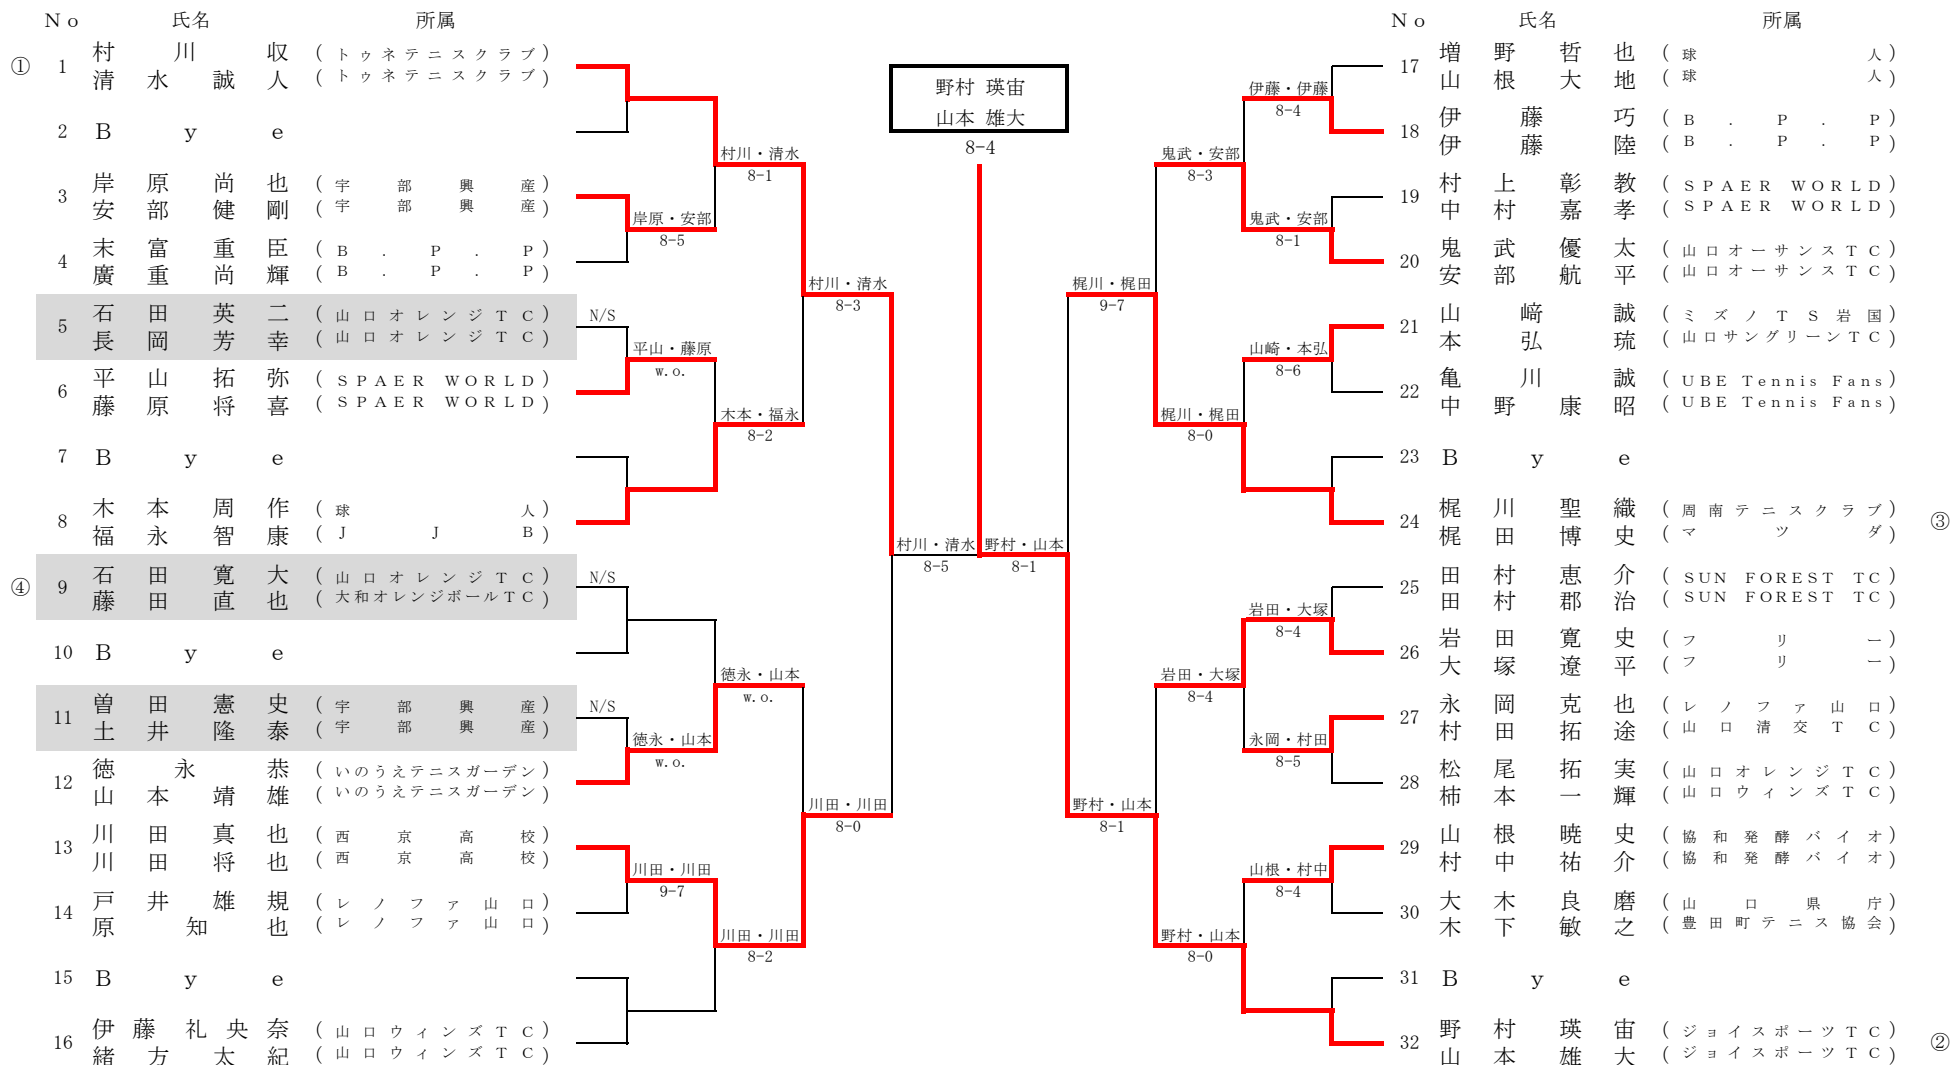 No 氏名 所属
① 1 村川収 (トゥネテニスクラブ)
清水誠人 (トゥネテニスクラブ)
2 Bye
3 岸原尚也 (宇部興産)
安部健剛 (宇部興産)
4 末富重臣 (B.P.P)
廣重尚輝 (B.P.P)
5 石田英二 (山口オレンジTC)
長岡芳幸 (山口オレンジTC)
6 平山拓弥 (SPAER WORLD)
藤原将喜 (SPAER WORLD)
7 Bye
8 木本周作 (球人)
福永智康 (JJB)
④ 9 石田寛大 (山口オレンジTC)
藤田直也 (大和オレンジボールTC)
10 Bye
11 曽田憲史 (宇部興産)
土井隆泰 (宇部興産)
12 徳永恭 (いのうえテニスガーデン)
山本靖雄 (いのうえテニスガーデン)
13 川田真也 (西京高校)
川田将也 (西京高校)
14 戸井雄規 (レノファ山口)
原知也 (レノファ山口)
15 Bye
16 伊藤礼央奈 (山口ウィンズTC)
緒方太紀 (山口ウィンズTC)
N/S
N/S
N/S
岸原・安部
8-5
平山・藤原
w.o.
徳永・山本
w.o.
川田・川田
9-7
村川・清水
8-1
木本・福永
8-2
徳永・山本
w.o.
川田・川田
8-2
村川・清水
8-3
川田・川田
8-0
村川・清水
8-5
野村 瑛宙
山本 雄大
8-4
野村・山本
8-1
梶川・梶田
9-7
野村・山本
8-1
鬼武・安部
8-3
梶川・梶田
8-0
岩田・大塚
8-4
野村・山本
8-0
伊藤・伊藤
8-4
鬼武・安部
8-1
山崎・本弘
8-6
岩田・大塚
8-4
永岡・村田
8-5
山根・村中
8-4
No 氏名 所属
17 増野哲也 (球人)
山根大地 (球人)
18 伊藤巧 (B.P.P)
伊藤陸 (B.P.P)
19 村上彰教 (SPAER WORLD)
中村嘉孝 (SPAER WORLD)
20 鬼武優太 (山口オーサンスTC)
安部航平 (山口オーサンスTC)
21 山﨑誠 (ミズノTS岩国)
本弘琉 (山口サングリーンTC)
22 亀川誠 (UBE Tennis Fans)
中野康昭 (UBE Tennis Fans)
23 Bye
24 梶川聖織 (周南テニスクラブ) ③
梶田博史 (マツダ)
25 田村恵介 (SUN FOREST TC)
田村郡治 (SUN FOREST TC)
26 岩田寛史 (フリー)
大塚遼平 (フリー)
27 永岡克也 (レノファ山口)
村田拓途 (山口清交TC)
28 松尾拓実 (山口オレンジTC)
柿本一輝 (山口ウィンズTC)
29 山根暁史 (協和発酵バイオ)
村中祐介 (協和発酵バイオ)
30 大木良磨 (山口県庁)
木下敏之 (豊田町テニス協会)
31 Bye
32 野村瑛宙 (ジョイスポーツTC) ②
山本雄大 (ジョイスポーツTC)